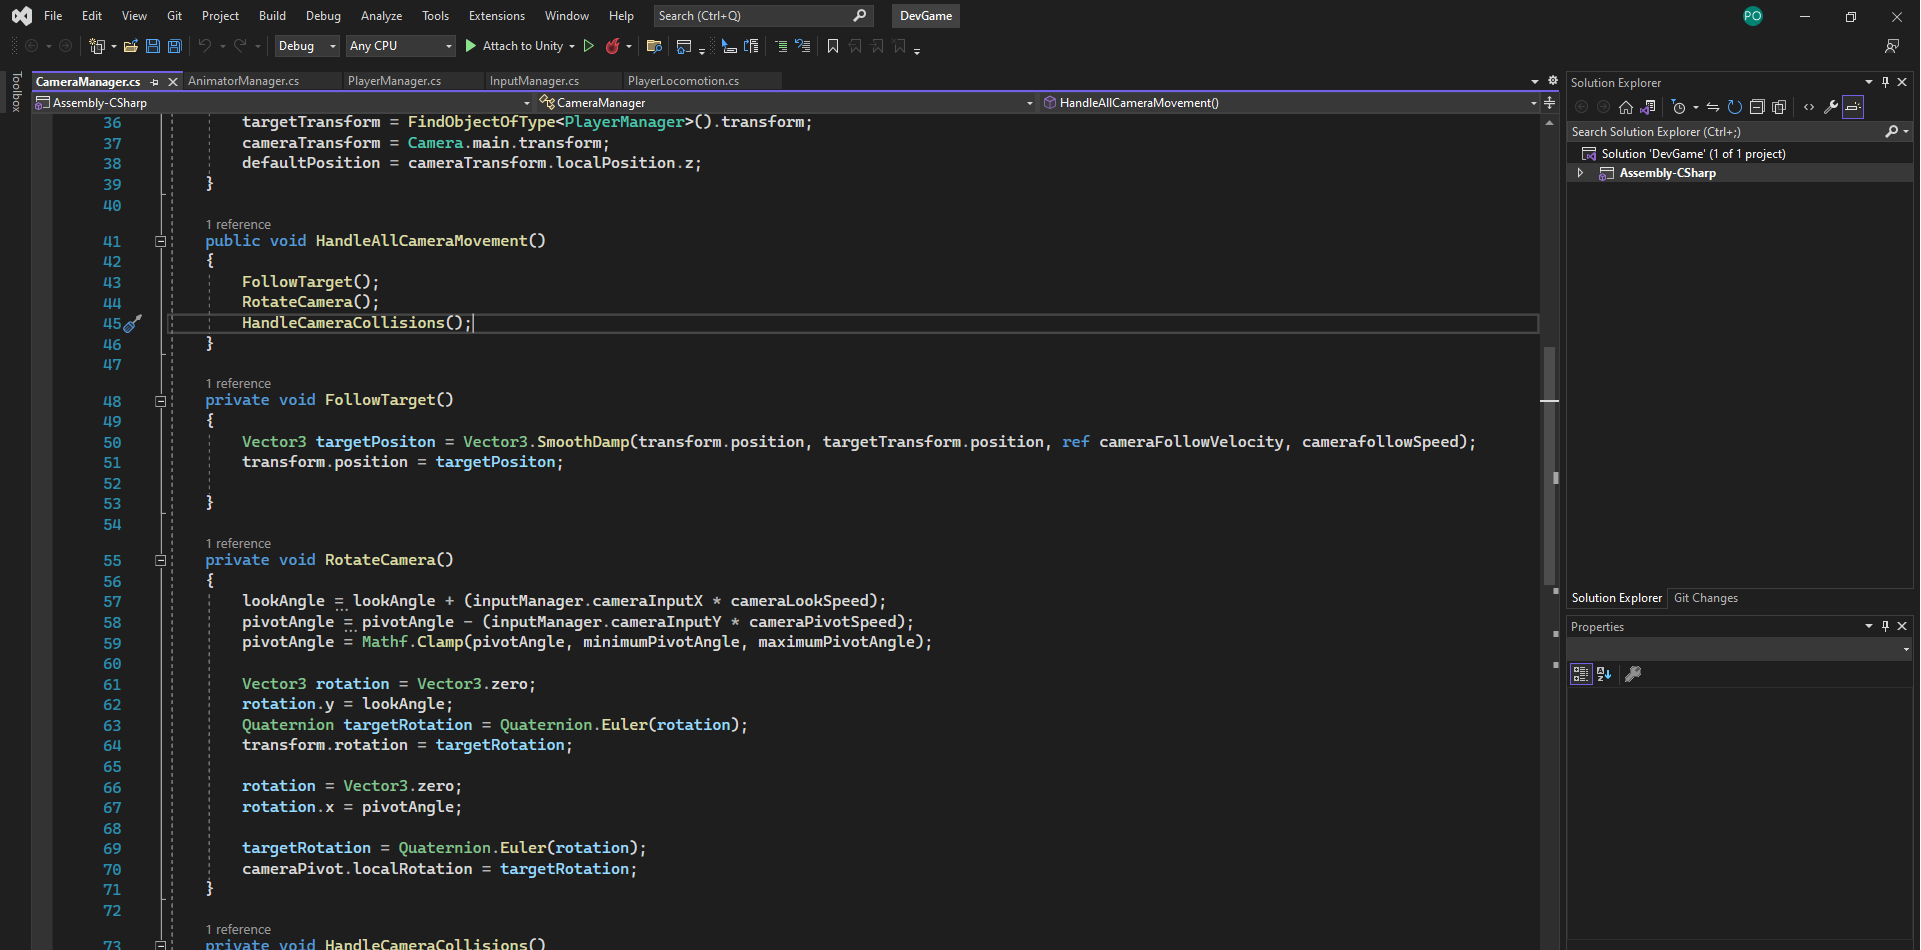 File Edit View Git Project Build Debug Analyze Tools Extensions Window Help Search (Ctrl+Q) DevGame PO
Debug Any CPU Attach to Unity
Toolbox
CameraManager.cs AnimatorManager.cs PlayerManager.cs InputManager.cs PlayerLocomotion.cs
Assembly-CSharp CameraManager HandleAllCameraMovement()
36 targetTransform = FindObjectOfType<PlayerManager>().transform;
37 cameraTransform = Camera.main.transform;
38 defaultPosition = cameraTransform.localPosition.z;
39 }
40
1 reference
41 public void HandleAllCameraMovement()
42 {
43 FollowTarget();
44 RotateCamera();
45 HandleCameraCollisions();
46 }
47
1 reference
48 private void FollowTarget()
49 {
50 Vector3 targetPositon = Vector3.SmoothDamp(transform.position, targetTransform.position, ref cameraFollowVelocity, camerafollowSpeed);
51 transform.position = targetPositon;
52
53 }
54
1 reference
55 private void RotateCamera()
56 {
57 lookAngle = lookAngle + (inputManager.cameraInputX * cameraLookSpeed);
58 pivotAngle = pivotAngle - (inputManager.cameraInputY * cameraPivotSpeed);
59 pivotAngle = Mathf.Clamp(pivotAngle, minimumPivotAngle, maximumPivotAngle);
60
61 Vector3 rotation = Vector3.zero;
62 rotation.y = lookAngle;
63 Quaternion targetRotation = Quaternion.Euler(rotation);
64 transform.rotation = targetRotation;
65
66 rotation = Vector3.zero;
67 rotation.x = pivotAngle;
68
69 targetRotation = Quaternion.Euler(rotation);
70 cameraPivot.localRotation = targetRotation;
71 }
72
1 reference
73 private void HandleCameraCollisions()
Solution Explorer
Search Solution Explorer (Ctrl+;)
Solution 'DevGame' (1 of 1 project)
Assembly-CSharp
Solution Explorer Git Changes
Properties